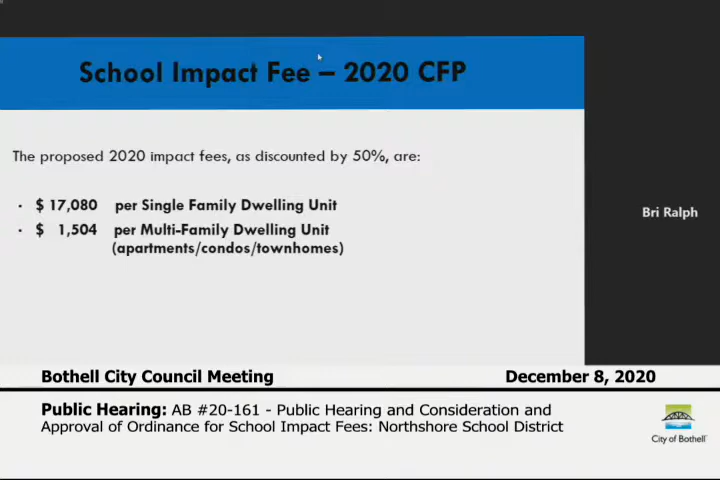 School Impact Fee – 2020 CFP
The proposed 2020 impact fees, as discounted by 50%, are:
• $ 17,080 per Single Family Dwelling Unit
• $ 1,504 per Multi-Family Dwelling Unit
(apartments/condos/townhomes)
Bri Ralph
Bothell City Council Meeting December 8, 2020
Public Hearing: AB #20-161 - Public Hearing and Consideration and
Approval of Ordinance for School Impact Fees: Northshore School District
City of Bothell